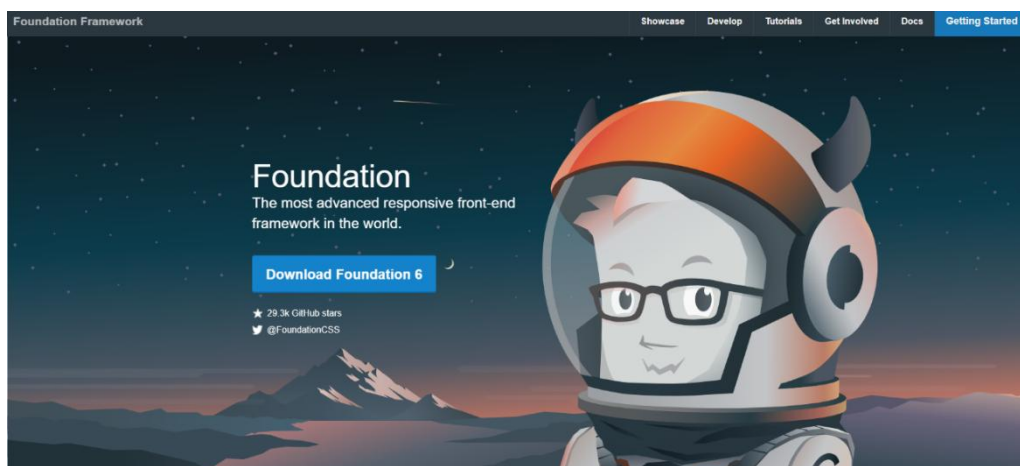 Foundation Framework
Showcase Develop Tutorials Get Involved Docs Getting Started
Foundation
The most advanced responsive front-end
framework in the world.
Download Foundation 6
29.3k GitHub stars
@FoundationCSS